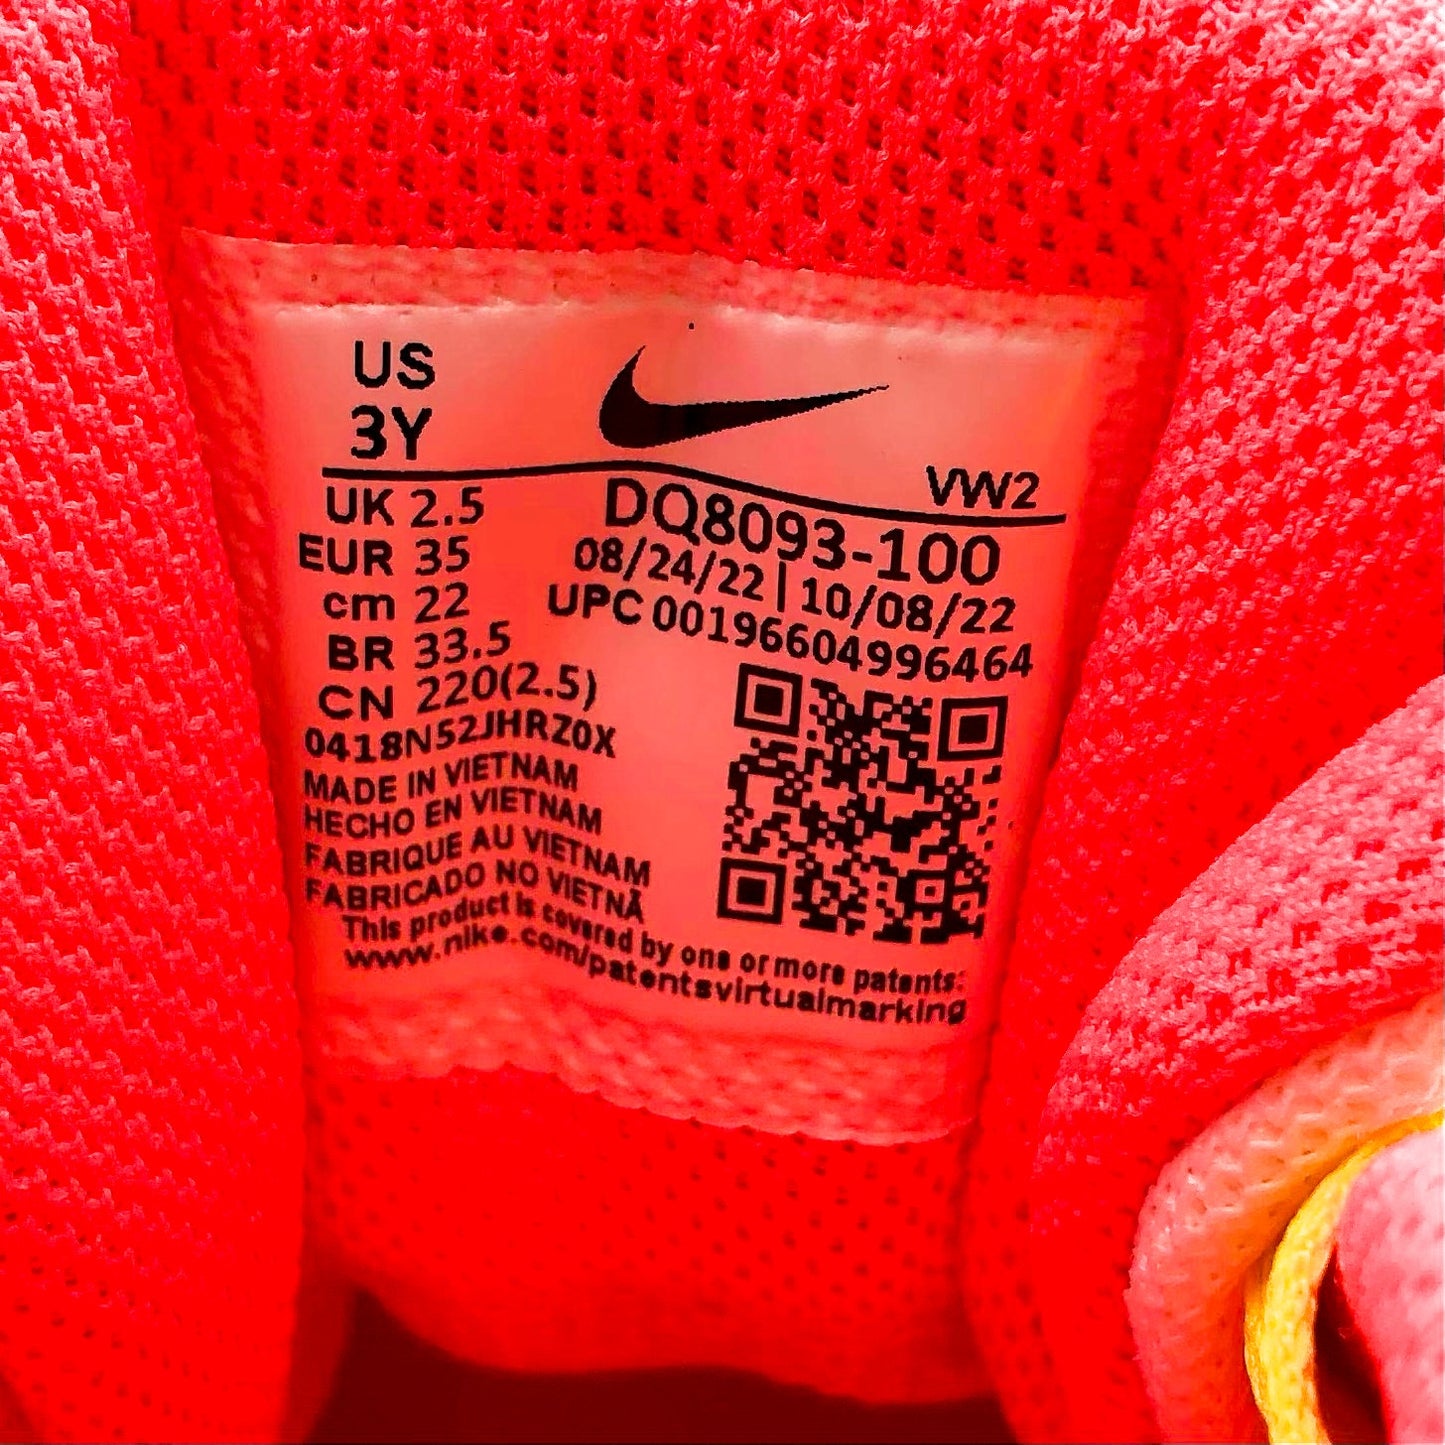 US
3Y
VW2
UK 2.5
EUR 35
cm 22
BR 33.5
CN 220(2.5)
DQ8093-100
08/24/22 | 10/08/22
UPC 00196604996464
0418N52JHRZ0X
MADE IN VIETNAM
HECHO EN VIETNAM
FABRIQUE AU VIETNAM
FABRICADO NO VIETNÃ
This product is covered by one or more patents:
www.nike.com/patentsvirtualmarking